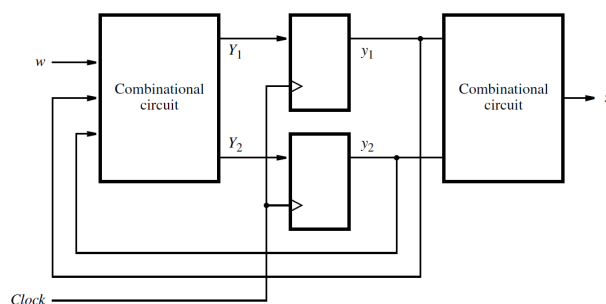 w
Combinational
circuit
Y1
y1
Combinational
circuit
Y2
y2
Clock